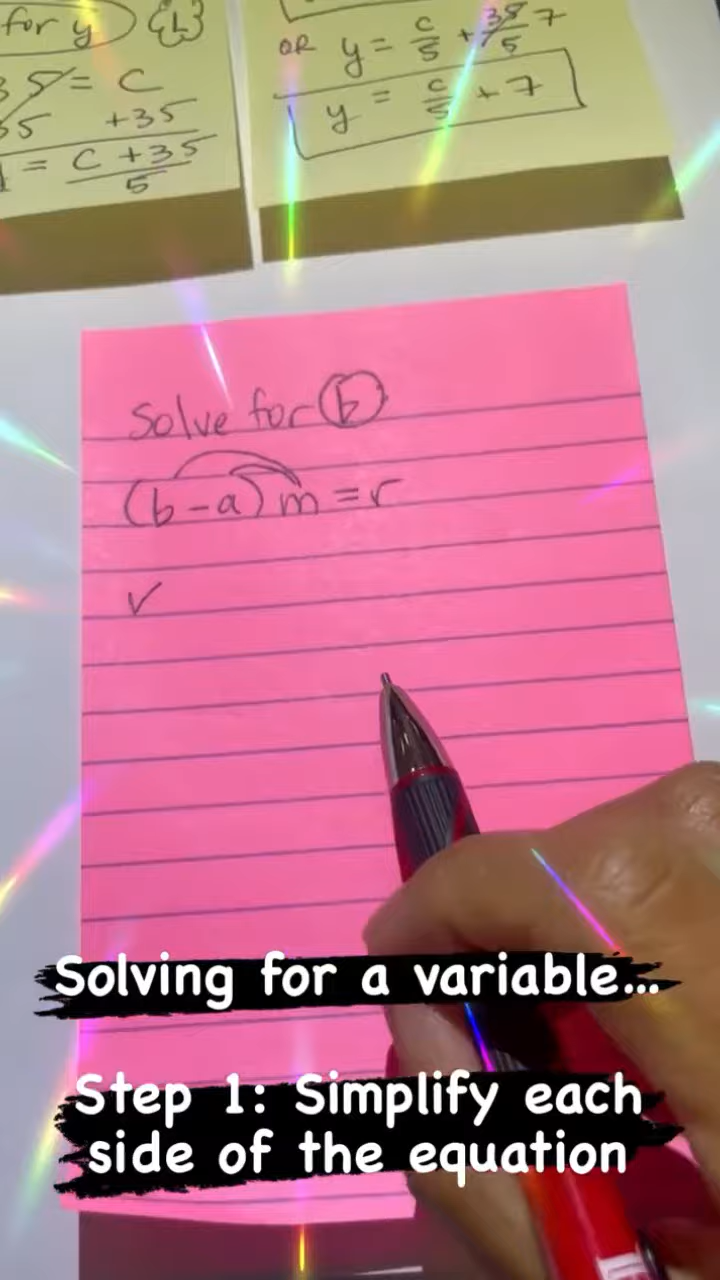 for y
= C
+35
= C + 35
5
OR y = c/5 + 35/5 7
y = c/5 + 7
Solve for b
(b - a) m = r
✓
Solving for a variable...
Step 1: Simplify each
side of the equation